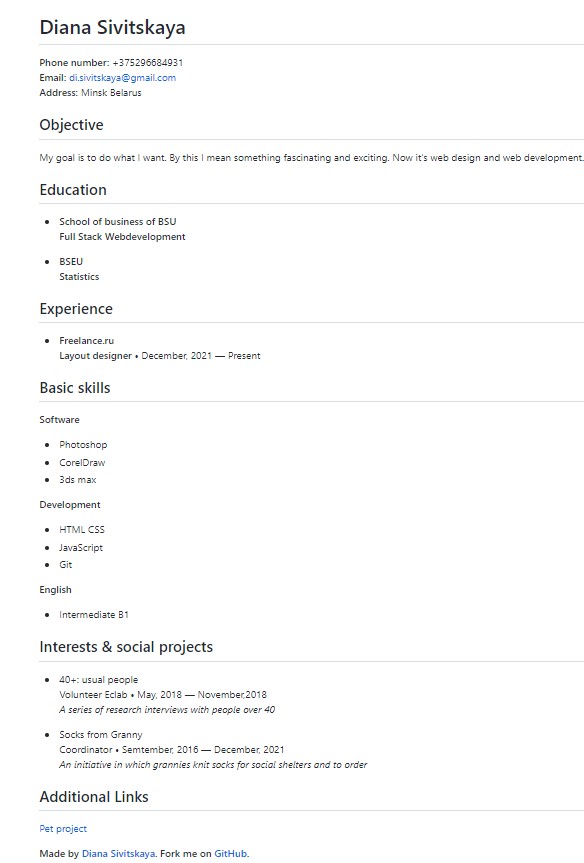 Diana Sivitskaya
Phone number: +375296684931
Email: di.sivitskaya@gmail.com
Address: Minsk Belarus
Objective
My goal is to do what I want. By this I mean something fascinating and exciting. Now it's web design and web development.
Education
• School of business of BSU
Full Stack Webdevelopment
• BSEU
Statistics
Experience
• Freelance.ru
Layout designer • December, 2021 — Present
Basic skills
Software
• Photoshop
• CorelDraw
• 3ds max
Development
• HTML CSS
• JavaScript
• Git
English
• Intermediate B1
Interests & social projects
• 40+: usual people
Volunteer Eclab • May, 2018 — November,2018
A series of research interviews with people over 40
• Socks from Granny
Coordinator • Semtember, 2016 — December, 2021
An initiative in which grannies knit socks for social shelters and to order
Additional Links
Pet project
Made by Diana Sivitskaya. Fork me on GitHub.